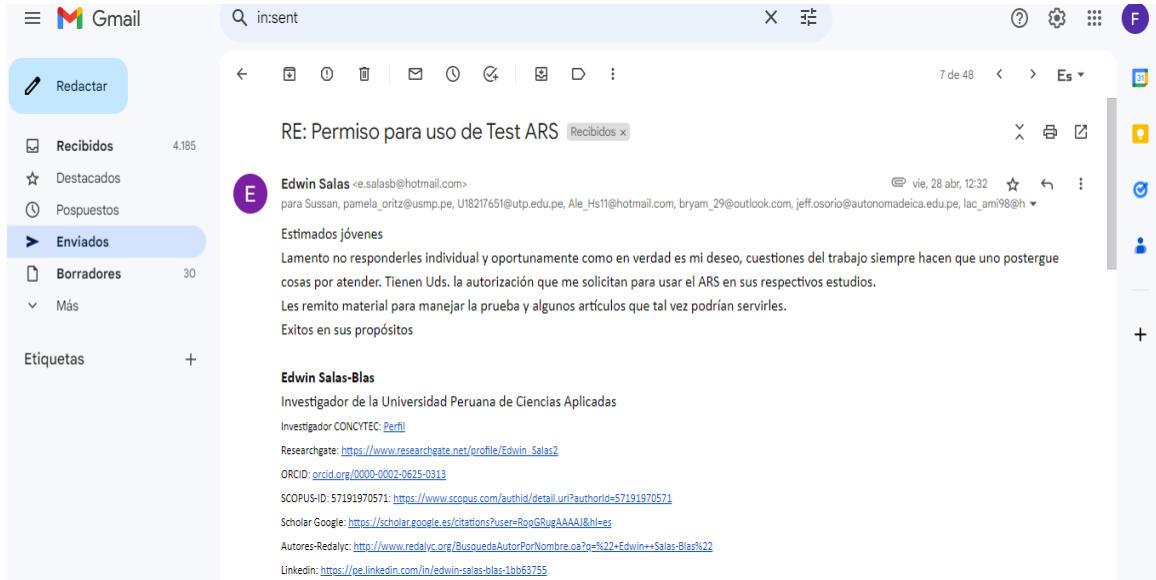 Gmail
in:sent
F
Redactar
7 de 48
Es
31
RE: Permiso para uso de Test ARS
Recibidos x
Recibidos 4.185
Destacados
Pospuestos
Enviados
Borradores 30
Más
Etiquetas
E
Edwin Salas <e.salasb@hotmail.com>
vie, 28 abr, 12:32
para Sussan, pamela_oritz@usmp.pe, U18217651@utp.edu.pe, Ale_Hs11@hotmail.com, bryam_29@outlook.com, jeff.osorio@autonomadeica.edu.pe, lac_ami98@h
Estimados jóvenes
Lamento no responderles individual y oportunamente como en verdad es mi deseo, cuestiones del trabajo siempre hacen que uno postergue
cosas por atender. Tienen Uds. la autorización que me solicitan para usar el ARS en sus respectivos estudios.
Les remito material para manejar la prueba y algunos artículos que tal vez podrían servirles.
Exitos en sus propósitos
Edwin Salas-Blas
Investigador de la Universidad Peruana de Ciencias Aplicadas
Investigador CONCYTEC: Perfil
Researchgate: https://www.researchgate.net/profile/Edwin_Salas2
ORCID: orcid.org/0000-0002-0625-0313
SCOPUS-ID: 57191970571: https://www.scopus.com/authid/detail.uri?authorId=57191970571
Scholar Google: https://scholar.google.es/citations?user=RopGRugAAAAJ&hl=es
Autores-Redalyc: http://www.redalyc.org/BusquedaAutorPorNombre.oa?q=%22+Edwin++Salas-Blas%22
Linkedin: https://pe.linkedin.com/in/edwin-salas-blas-1bb63755